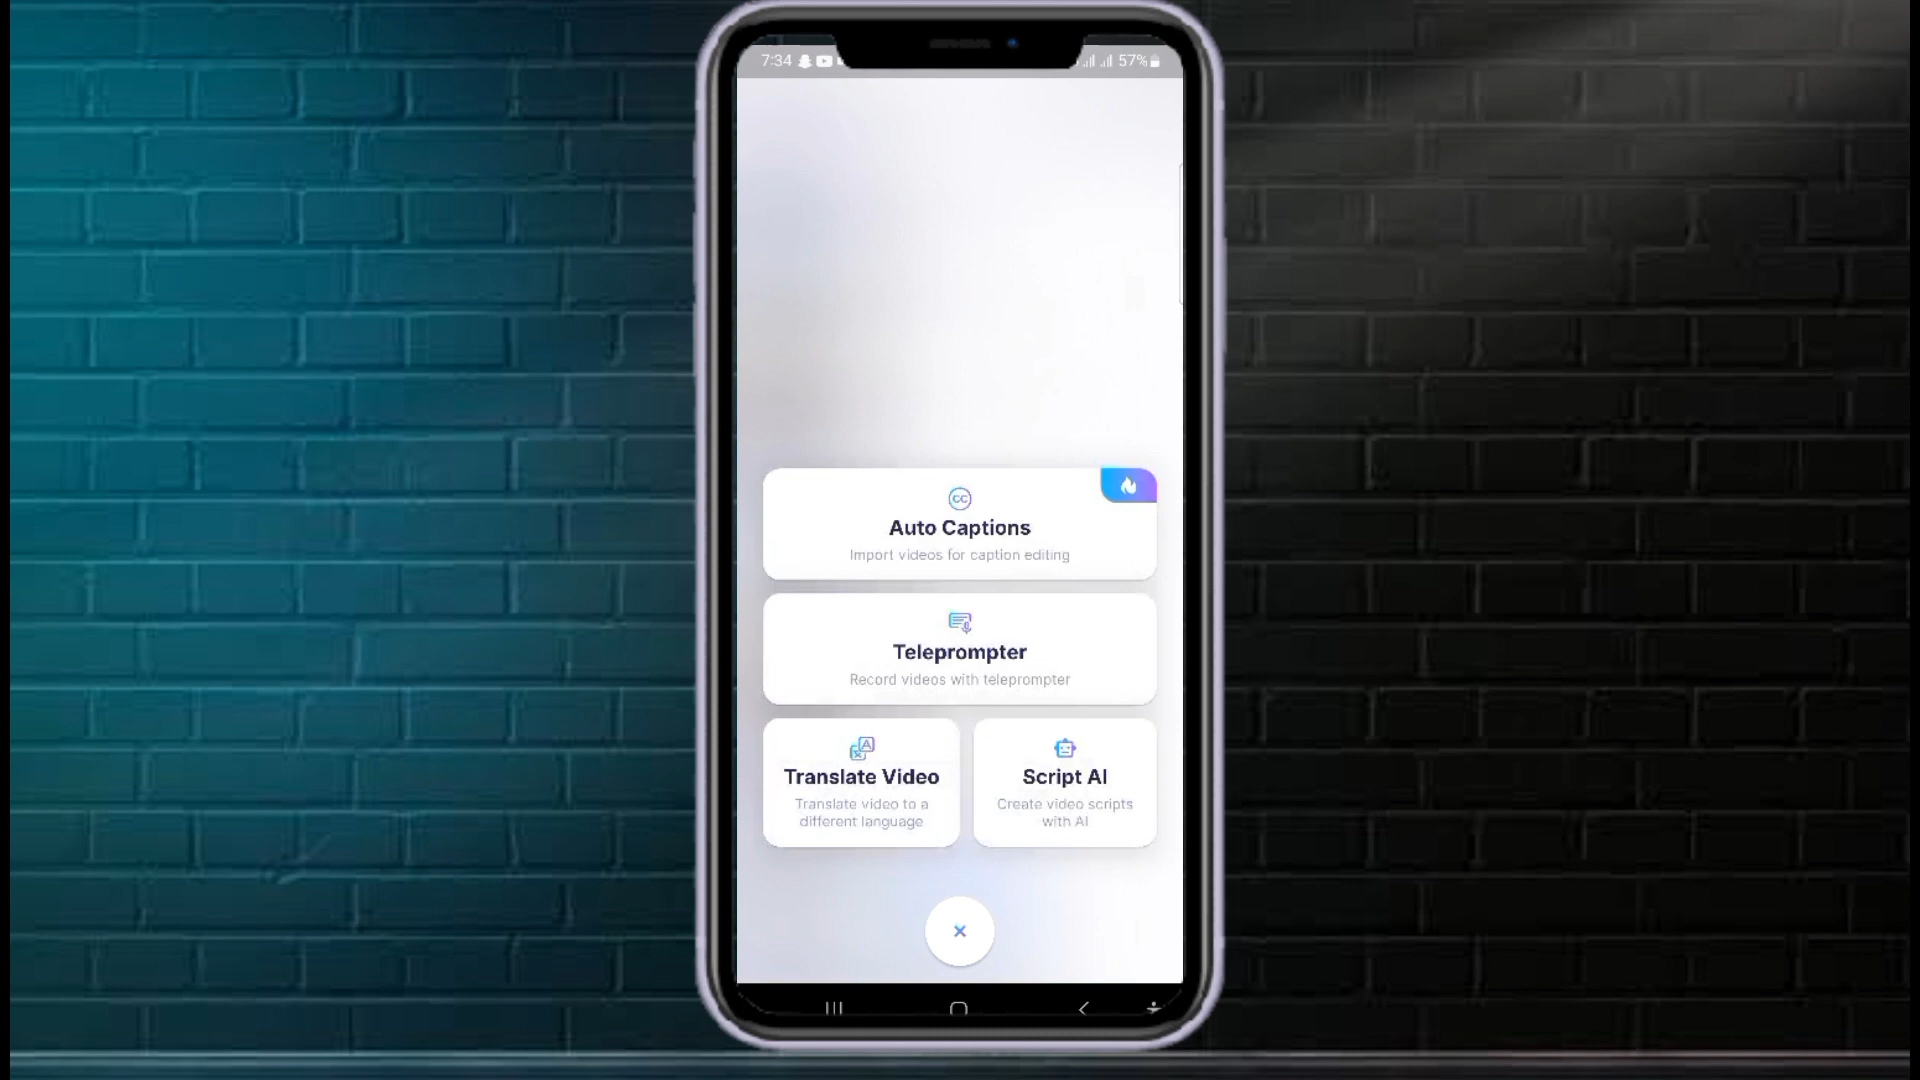 7:34 57%
CC
Auto Captions
Import videos for caption editing
Teleprompter
Record videos with teleprompter
A
Translate Video
Translate video to a
different language
Script AI
Create video scripts
with AI